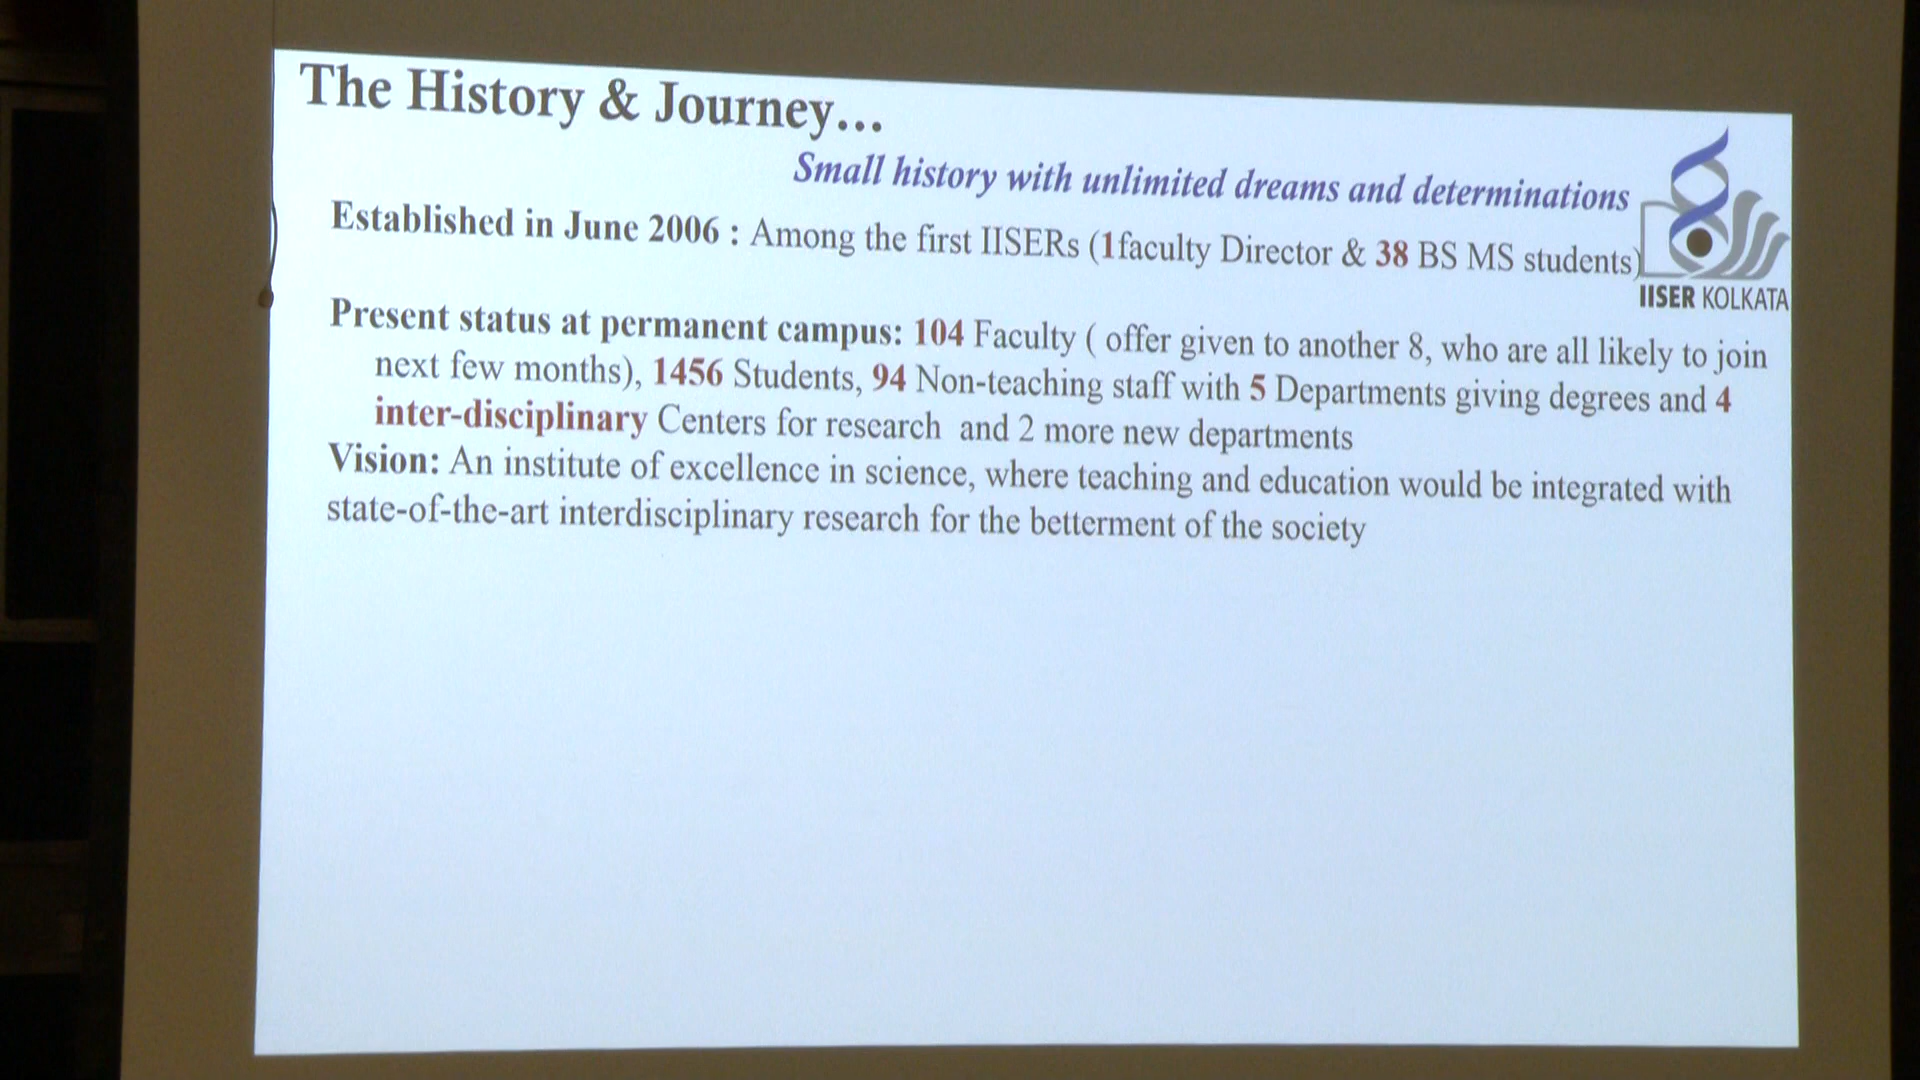 The History & Journey...
Small history with unlimited dreams and determinations
Established in June 2006 : Among the first IISERs (1faculty Director & 38 BS MS students)
IISER KOLKATA
Present status at permanent campus: 104 Faculty ( offer given to another 8, who are all likely to join
next few months), 1456 Students, 94 Non-teaching staff with 5 Departments giving degrees and 4
inter-disciplinary Centers for research and 2 more new departments
Vision: An institute of excellence in science, where teaching and education would be integrated with
state-of-the-art interdisciplinary research for the betterment of the society